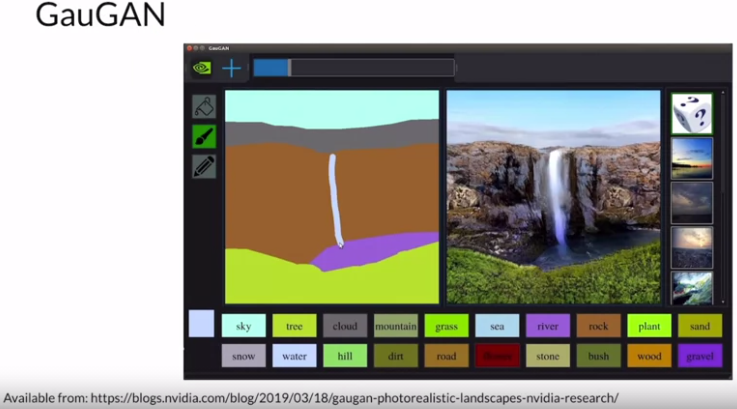 GauGAN
GauGAN
sky tree cloud mountain grass sea river rock plant sand
snow water hill dirt road stone bush wood gravel
Available from: https://blogs.nvidia.com/blog/2019/03/18/gaugan-photorealistic-landscapes-nvidia-research/